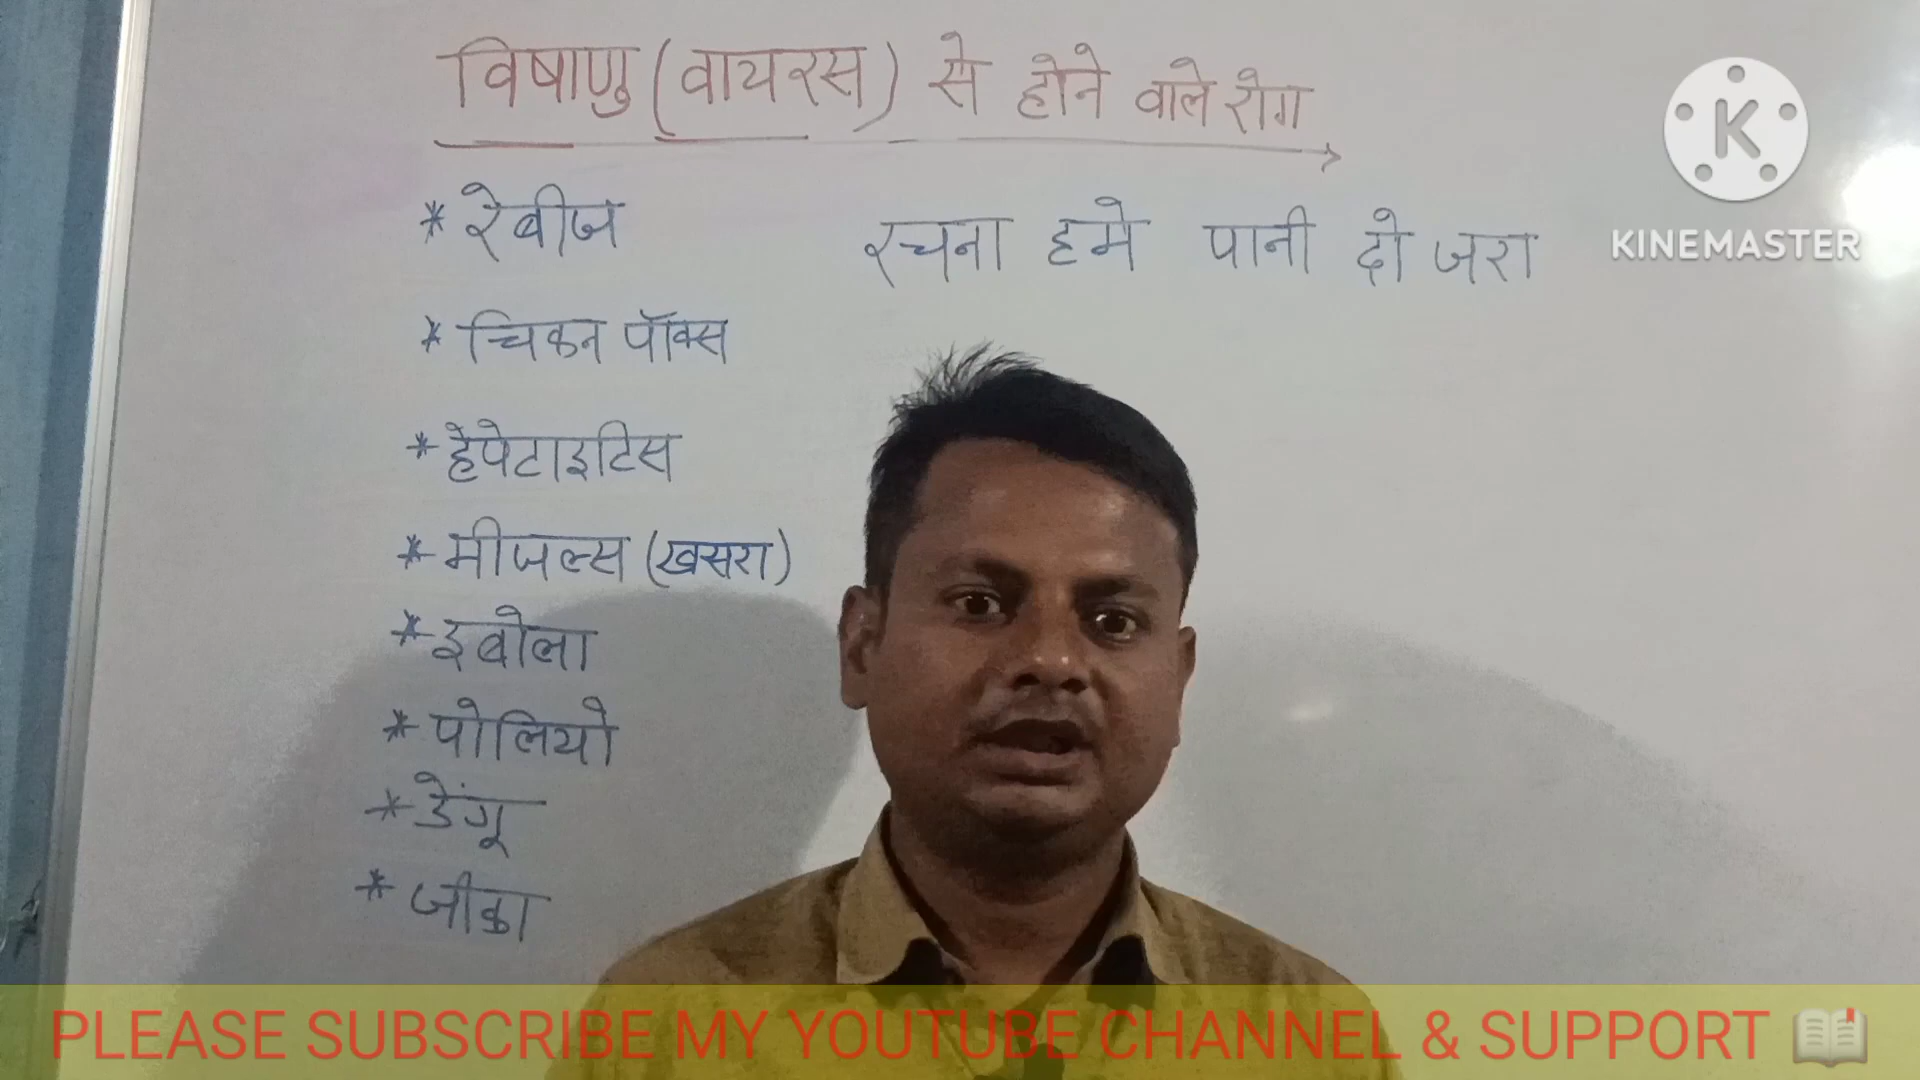 विषाणु (वायरस) से होने वाले रोग
* रेबीज
रचना हमे पानी दो जरा
* चिकन पॉक्स
* हेपेटाइटिस
* मीजल्स (खसरा)
* इबोला
* पोलियो
* डेंगू
* जीका
K
KINEMASTER
PLEASE SUBSCRIBE MY YOUTUBE CHANNEL & SUPPORT 📖